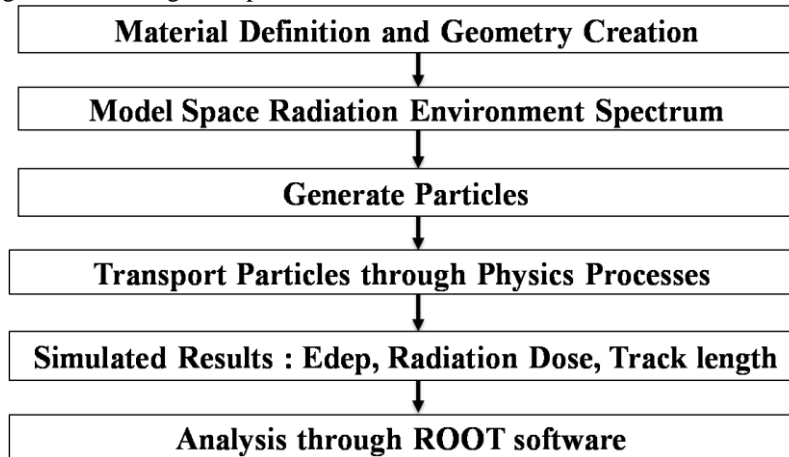 Material Definition and Geometry Creation
Model Space Radiation Environment Spectrum
Generate Particles
Transport Particles through Physics Processes
Simulated Results : Edep, Radiation Dose, Track length
Analysis through ROOT software